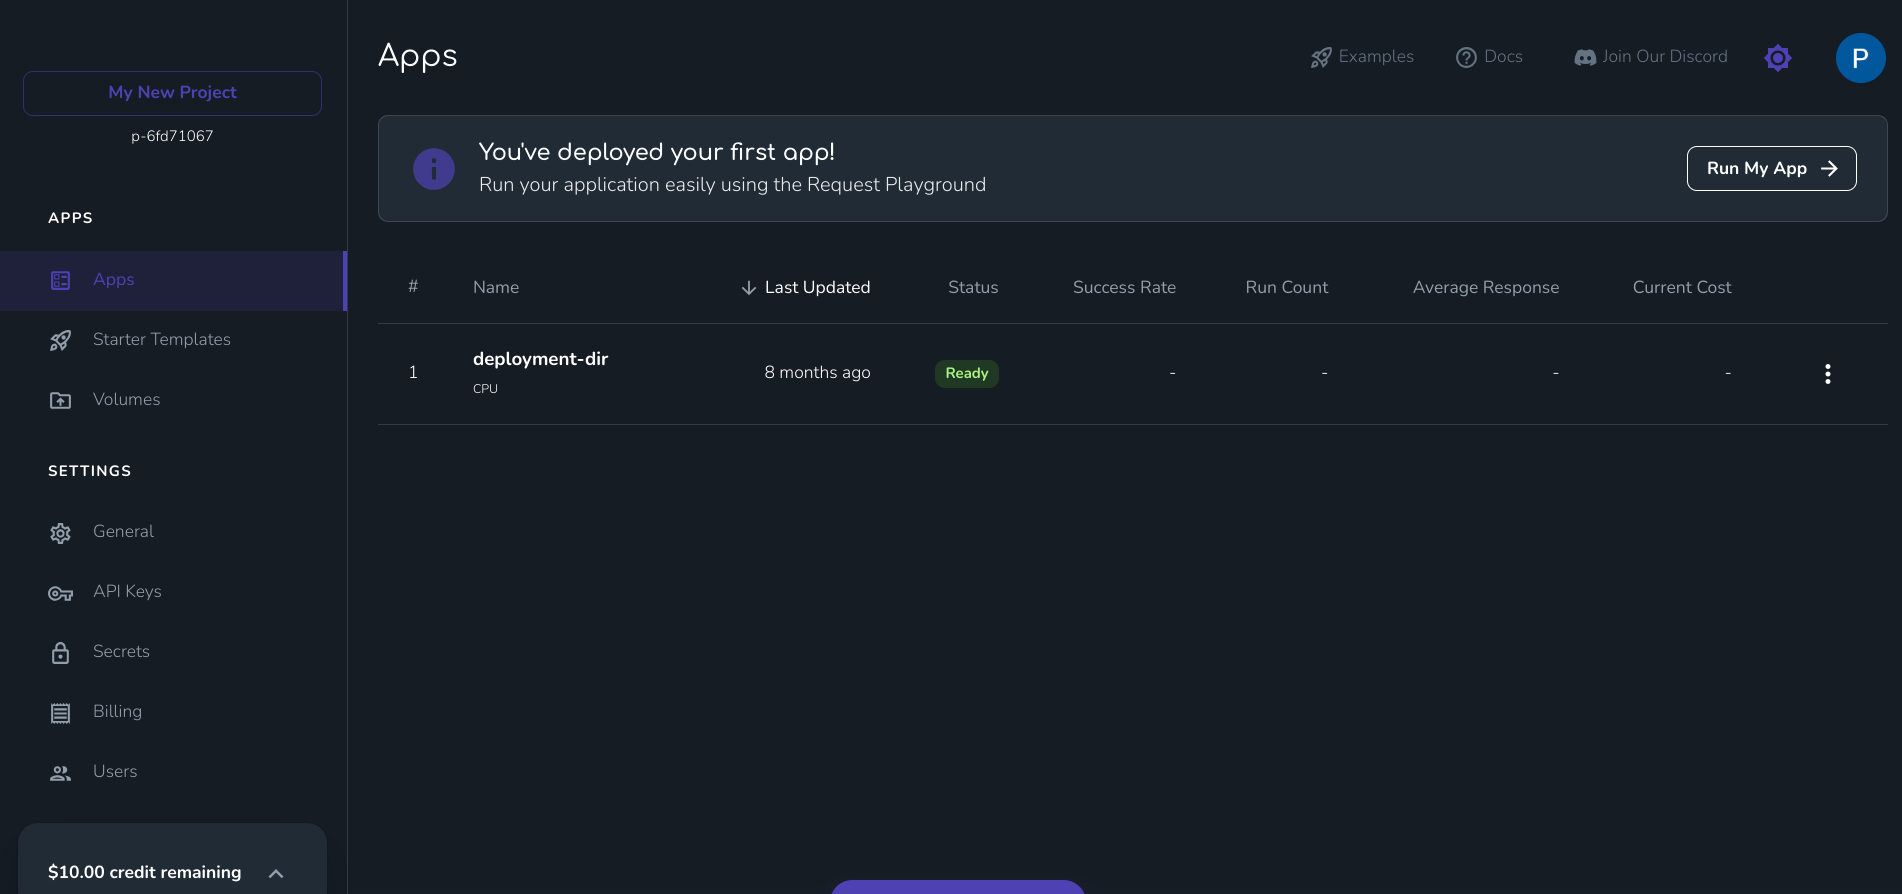 My New Project
p-6fd71067
APPS
Apps
Starter Templates
Volumes
SETTINGS
General
API Keys
Secrets
Billing
Users
$10.00 credit remaining
Apps
Examples
Docs
Join Our Discord
P
You've deployed your first app!
Run your application easily using the Request Playground
Run My App
# Name Last Updated Status Success Rate Run Count Average Response Current Cost
1 deployment-dir 8 months ago Ready - - - -
CPU